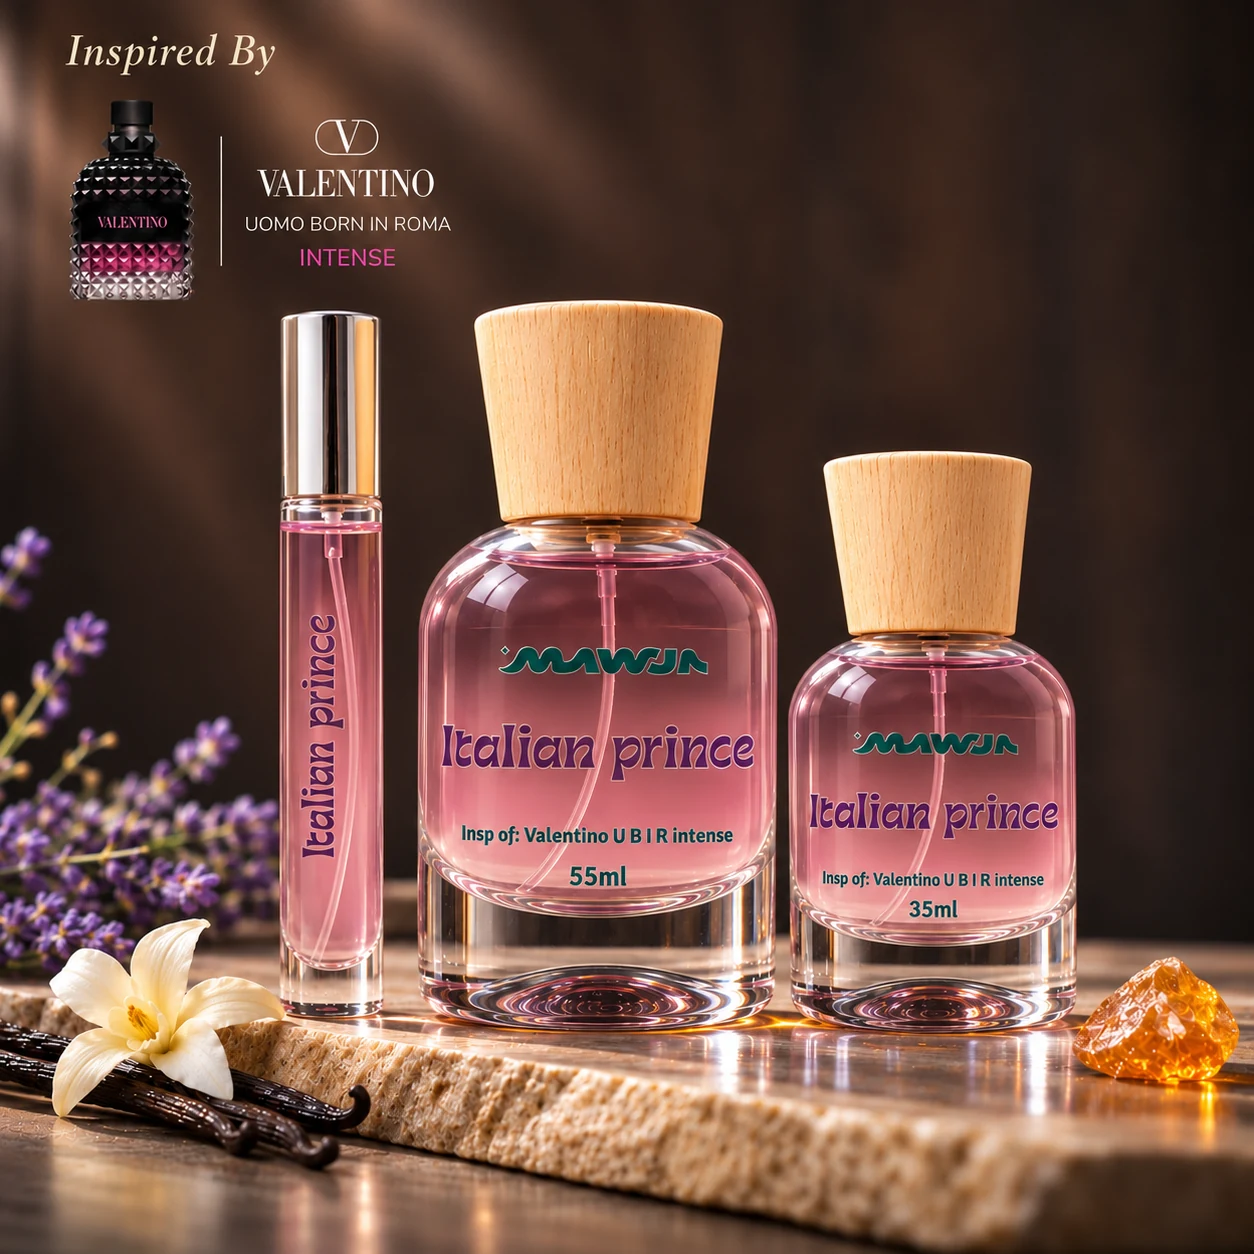 Inspired By
VALENTINO
V
VALENTINO
UOMO BORN IN ROMA
INTENSE
Italian prince
MAWJA
Italian prince
Insp of: Valentino U B I R intense
55ml
MAWJA
Italian prince
Insp of: Valentino U B I R intense
35ml